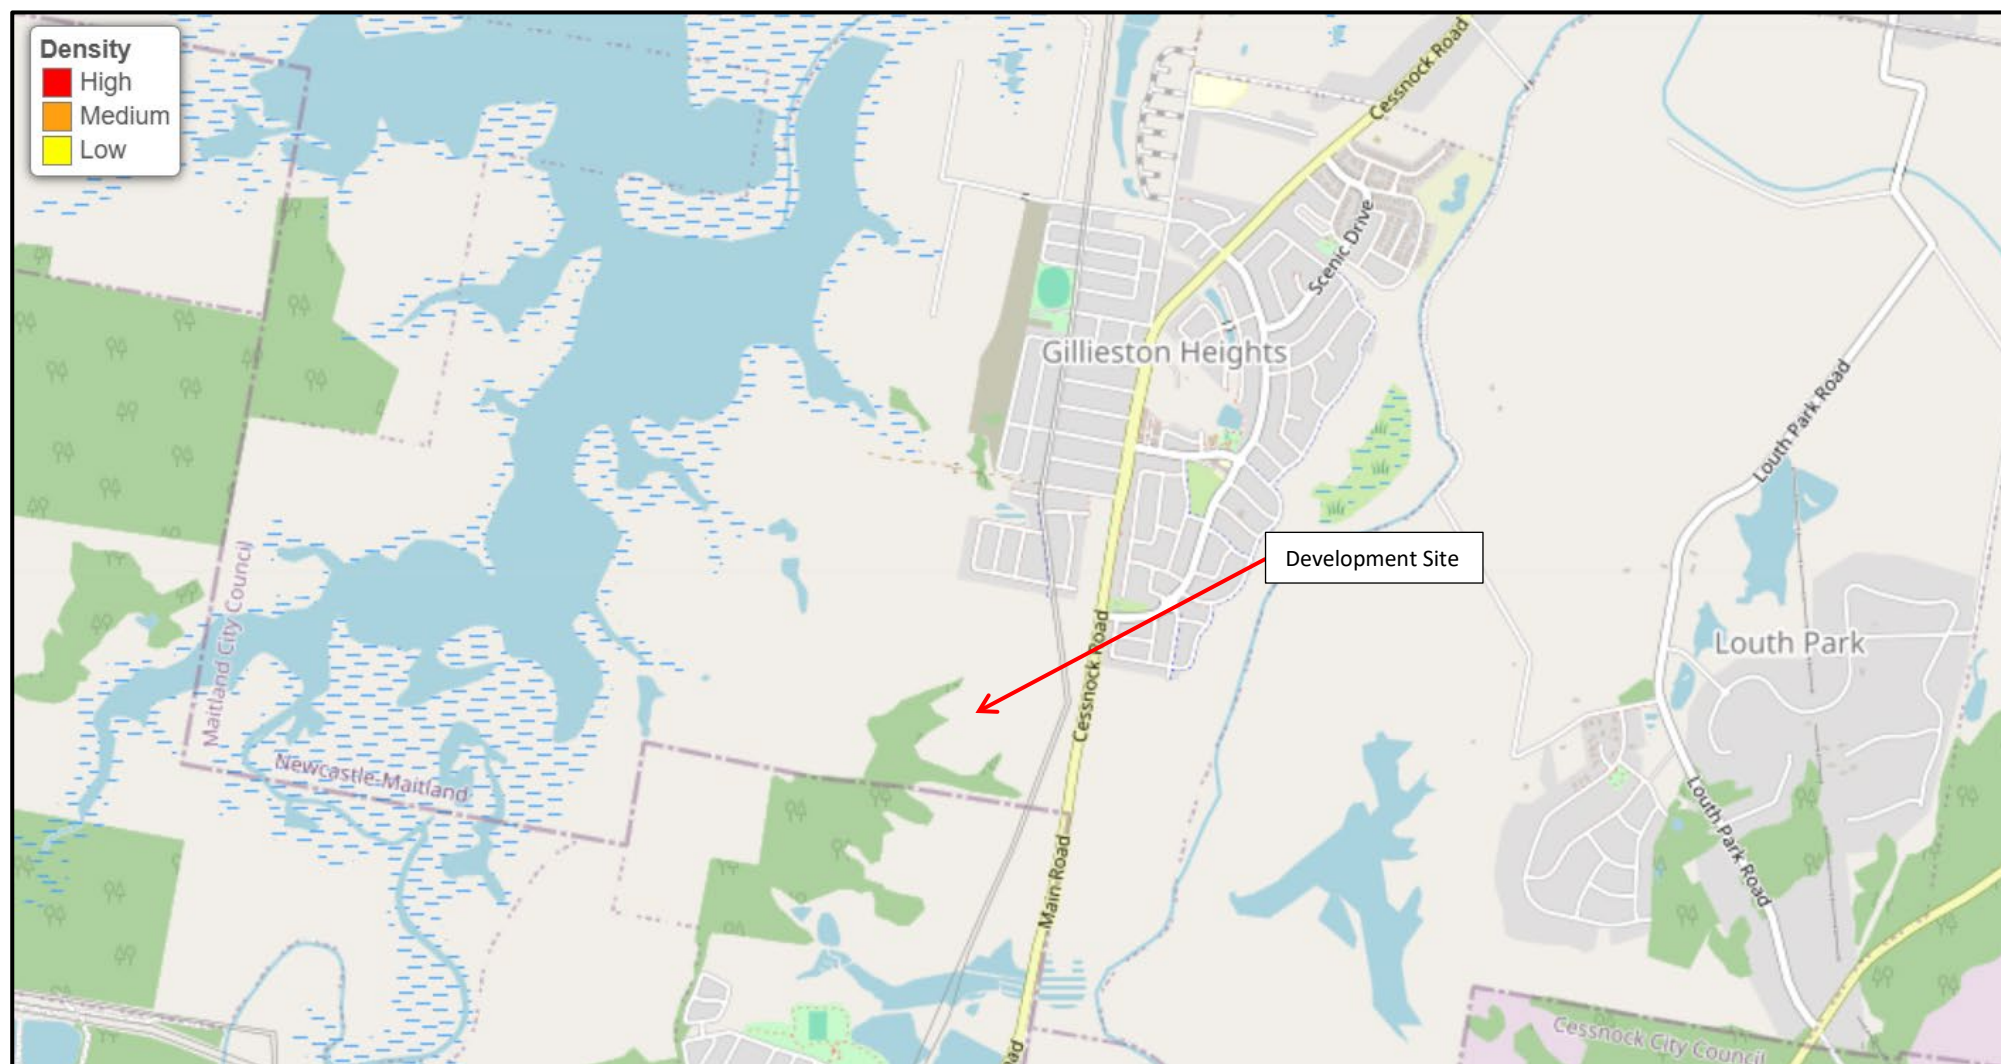 Density
High
Medium
Low
Cessnock Road
Scenic Drive
Gillieston Heights
Louth Park Road
Development Site
Maitland City Council
Cessnock Road
Louth Park
Newcastle-Maitland
Louth Park Road
Main Road
Cessnock City Council
ad